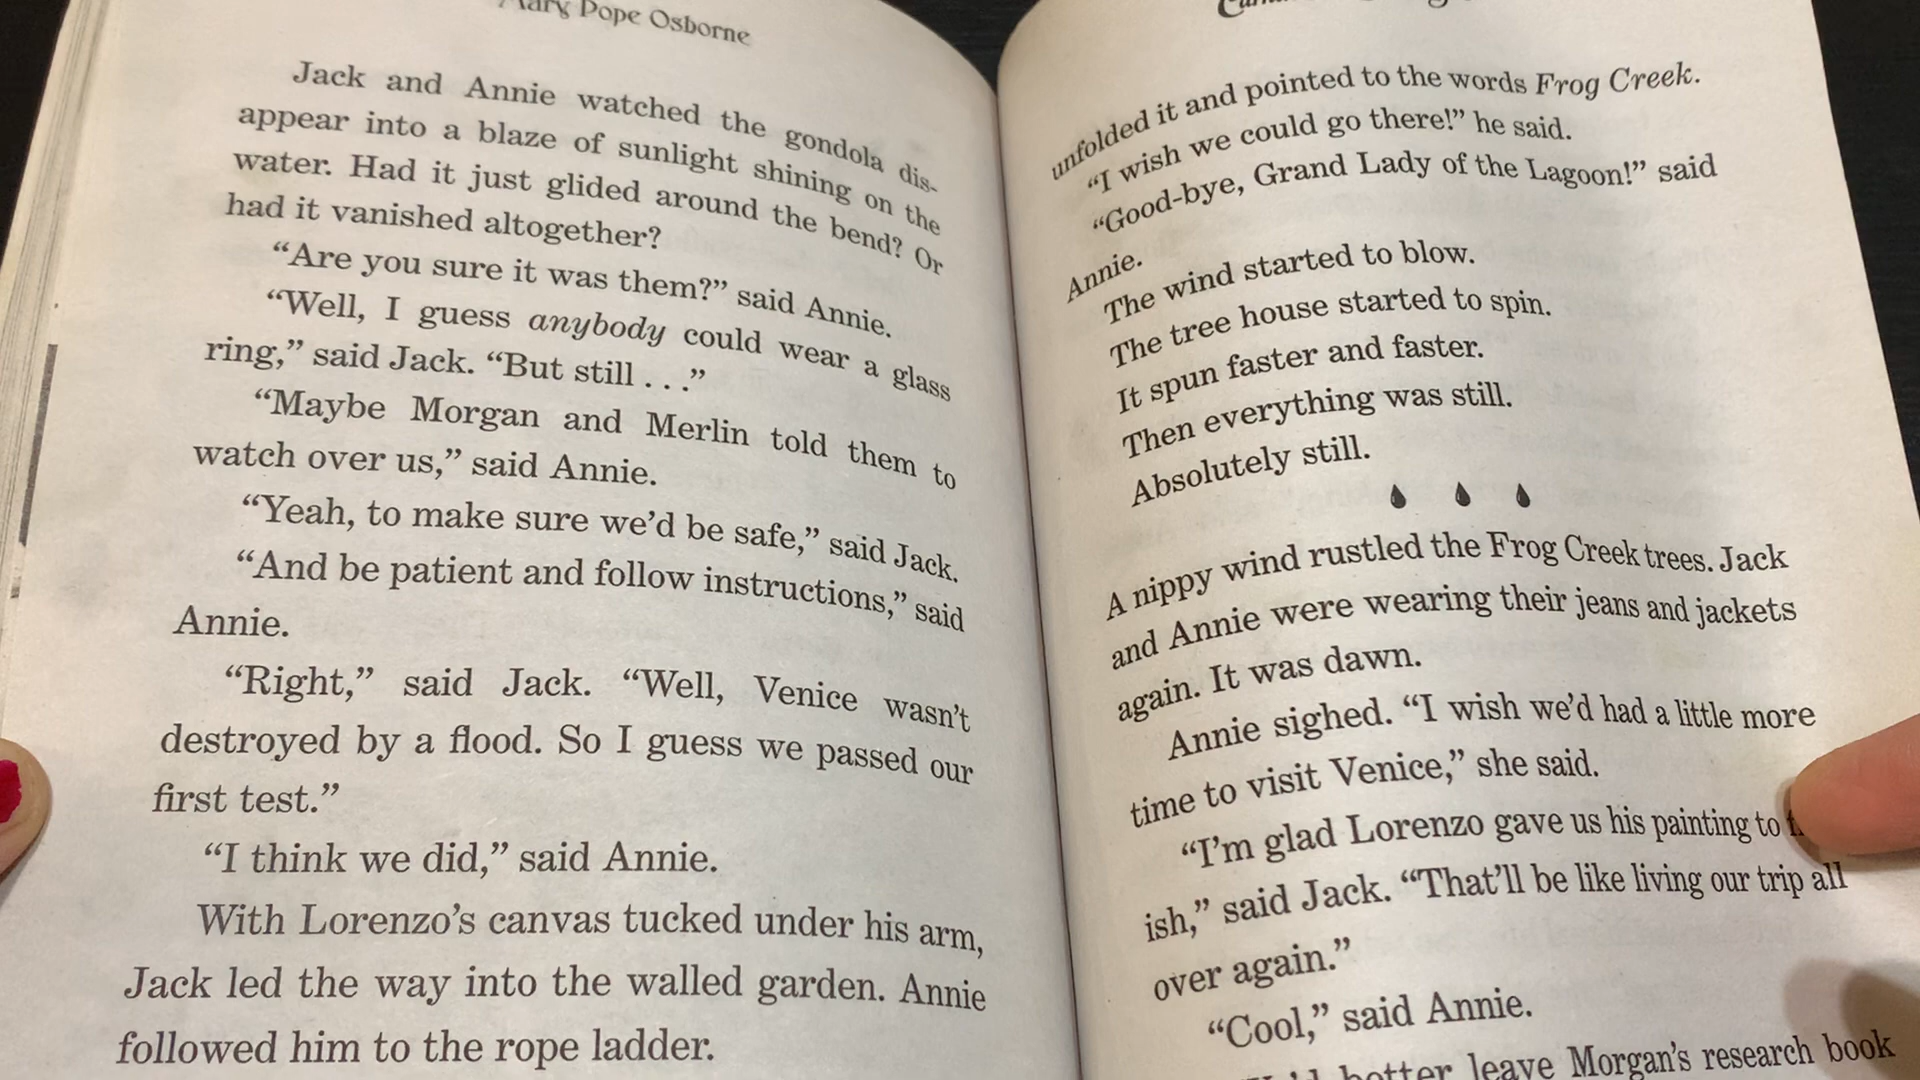 Mary Pope Osborne
Jack and Annie watched the gondola dis-
appear into a blaze of sunlight shining on the
water. Had it just glided around the bend? Or
had it vanished altogether?
“Are you sure it was them?” said Annie.
“Well, I guess anybody could wear a glass
ring,” said Jack. “But still . . .”
“Maybe Morgan and Merlin told them to
watch over us,” said Annie.
“Yeah, to make sure we’d be safe,” said Jack.
“And be patient and follow instructions,” said
Annie.
“Right,” said Jack. “Well, Venice wasn’t
destroyed by a flood. So I guess we passed our
first test.”
“I think we did,” said Annie.
With Lorenzo’s canvas tucked under his arm,
Jack led the way into the walled garden. Annie
followed him to the rope ladder.
unfolded it and pointed to the words Frog Creek.
“I wish we could go there!” he said.
“Good-bye, Grand Lady of the Lagoon!” said
Annie.
The wind started to blow.
The tree house started to spin.
It spun faster and faster.
Then everything was still.
Absolutely still.
A nippy wind rustled the Frog Creek trees. Jack
and Annie were wearing their jeans and jackets
again. It was dawn.
Annie sighed. “I wish we’d had a little more
time to visit Venice,” she said.
“I’m glad Lorenzo gave us his painting to
ish,” said Jack. “That’ll be like living our trip all
over again.”
“Cool,” said Annie.
better leave Morgan’s research book